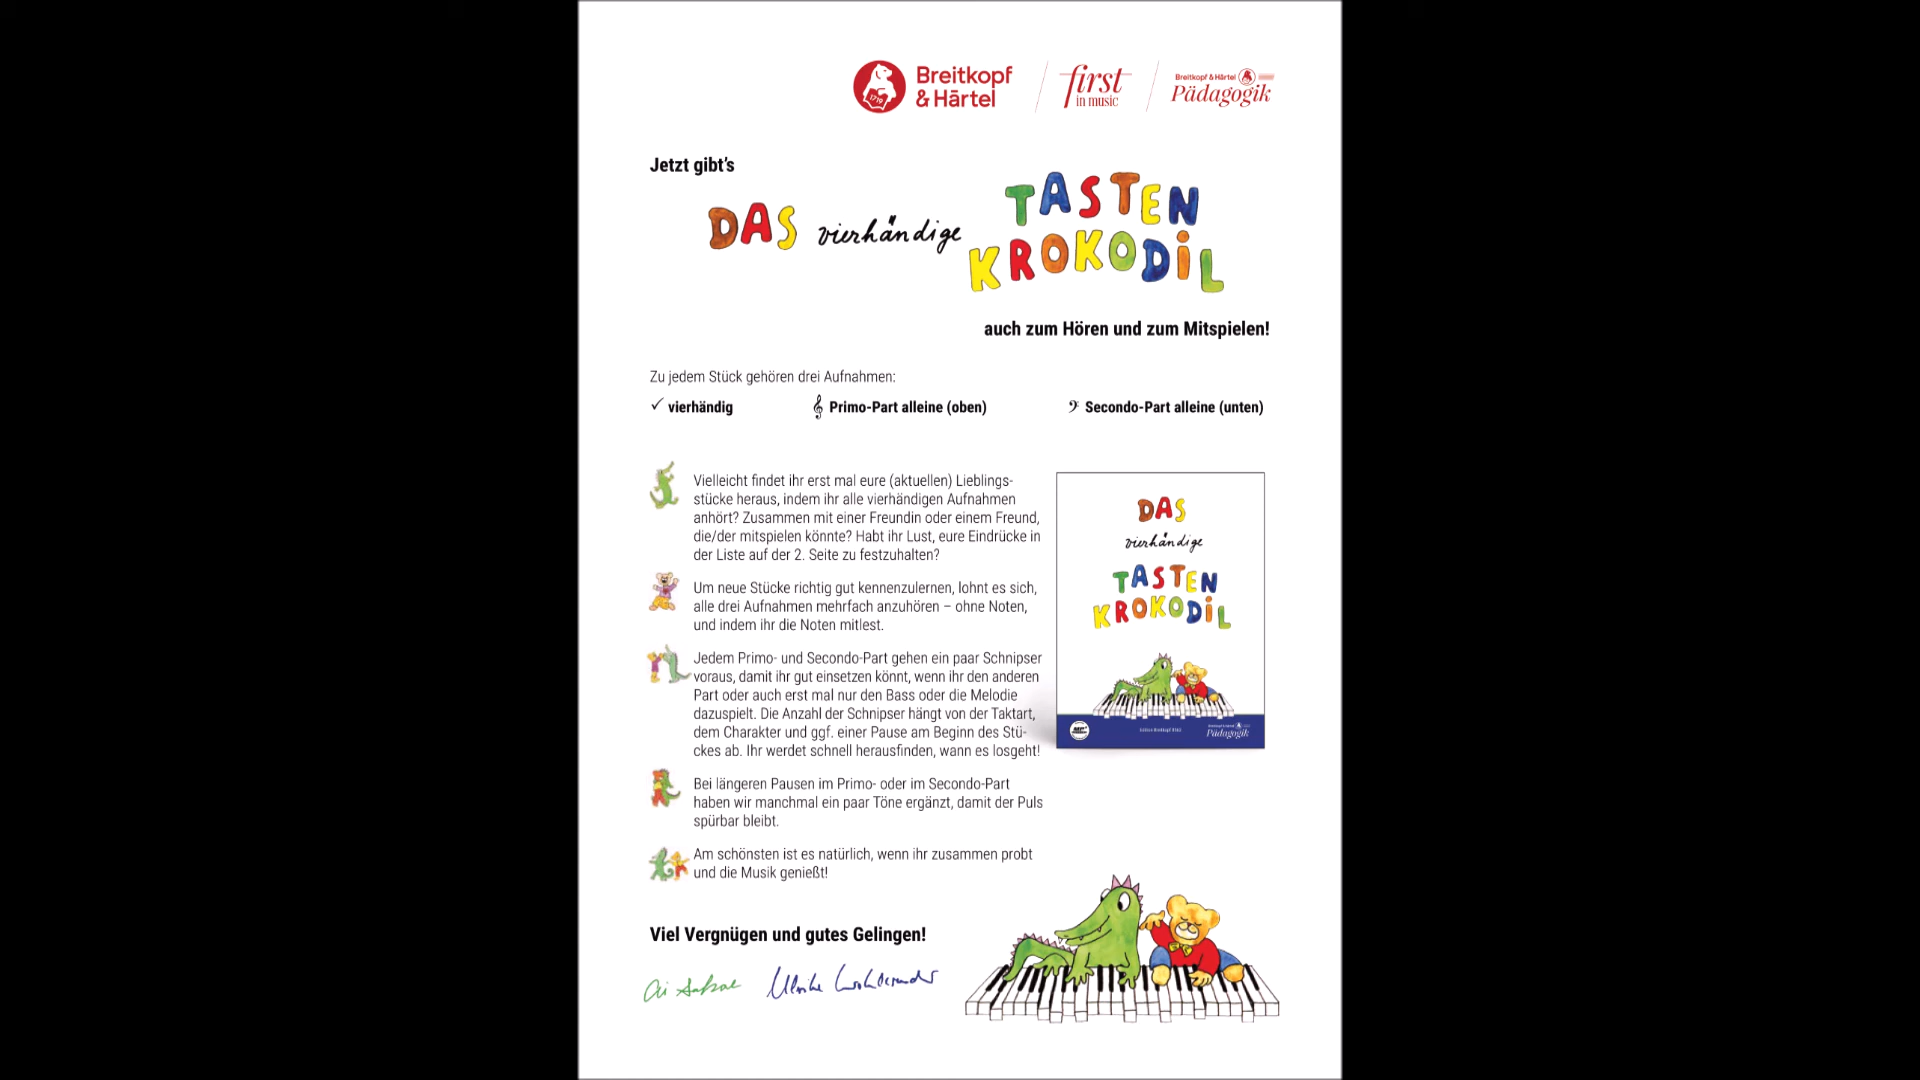 Breitkopf
& Härtel
1719
first
in music
Breitkopf & Härtel
Pädagogik
Jetzt gibt's
DAS vierhändige TASTEN
KROKODiL
auch zum Hören und zum Mitspielen!
Zu jedem Stück gehören drei Aufnahmen:
✓ vierhändig
Primo-Part alleine (oben)
Secondo-Part alleine (unten)
Vielleicht findet ihr erst mal eure (aktuellen) Lieblings-
stücke heraus, indem ihr alle vierhändigen Aufnahmen
anhört? Zusammen mit einer Freundin oder einem Freund,
die/der mitspielen könnte? Habt ihr Lust, eure Eindrücke in
der Liste auf der 2. Seite zu festzuhalten?
Um neue Stücke richtig gut kennenzulernen, lohnt es sich,
alle drei Aufnahmen mehrfach anzuhören – ohne Noten,
und indem ihr die Noten mitlest.
Jedem Primo- und Secondo-Part gehen ein paar Schnipser
voraus, damit ihr gut einsetzen könnt, wenn ihr den anderen
Part oder auch erst mal nur den Bass oder die Melodie
dazuspielt. Die Anzahl der Schnipser hängt von der Taktart,
dem Charakter und ggf. einer Pause am Beginn des Stü-
ckes ab. Ihr werdet schnell herausfinden, wann es losgeht!
Bei längeren Pausen im Primo- oder im Secondo-Part
haben wir manchmal ein paar Töne ergänzt, damit der Puls
spürbar bleibt.
Am schönsten ist es natürlich, wenn ihr zusammen probt
und die Musik genießt!
DAS
vierhändige
TASTEN
KROKODiL
Pädagogik
Viel Vergnügen und gutes Gelingen!
Ulrike